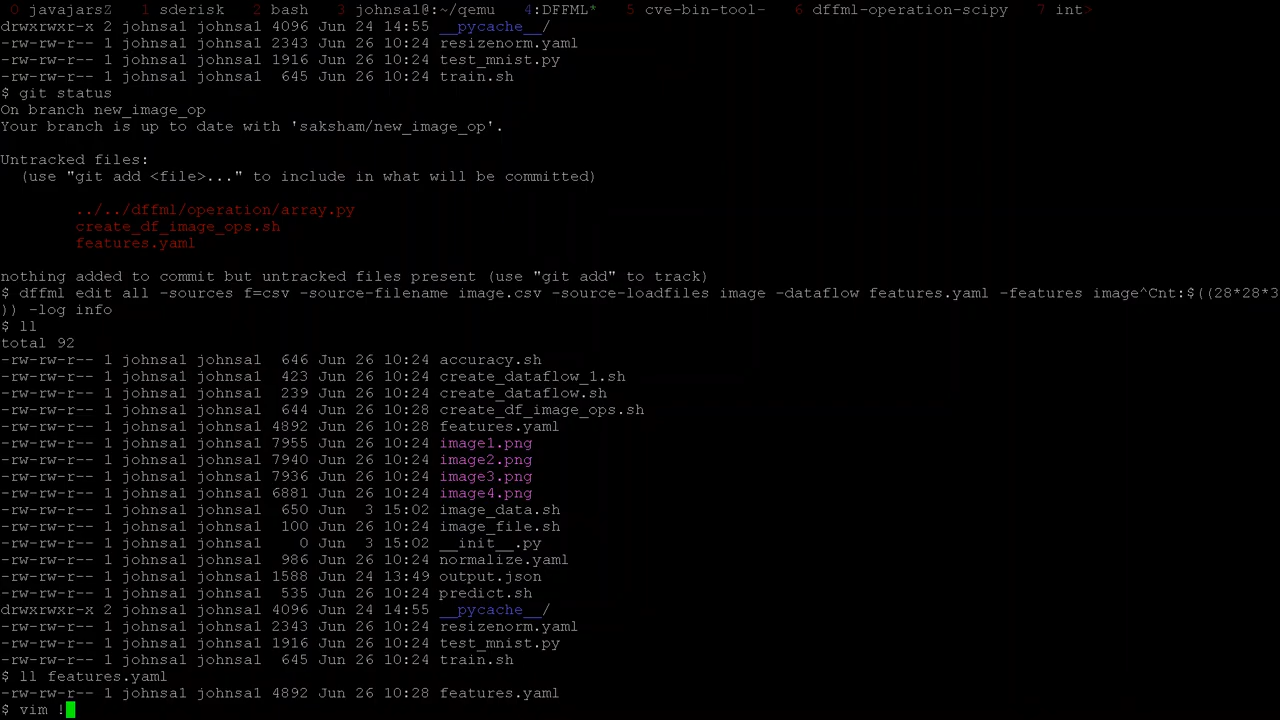 0 javajarsZ  1 sderisk  2 bash  3 johnsa1@:~/qemu  4:DFFML*  5 cve-bin-tool-  6 dffml-operation-scipy  7 int>
drwxrwxr-x 2 johnsa1 johnsa1 4096 Jun 24 14:55 __pycache__/
-rw-rw-r-- 1 johnsa1 johnsa1 2343 Jun 26 10:24 resizenorm.yaml
-rw-rw-r-- 1 johnsa1 johnsa1 1916 Jun 26 10:24 test_mnist.py
-rw-rw-r-- 1 johnsa1 johnsa1  645 Jun 26 10:24 train.sh
$ git status
On branch new_image_op
Your branch is up to date with 'saksham/new_image_op'.
Untracked files:
  (use "git add <file>..." to include in what will be committed)
        ../../dffml/operation/array.py
        create_df_image_ops.sh
        features.yaml
nothing added to commit but untracked files present (use "git add" to track)
$ dffml edit all -sources f=csv -source-filename image.csv -source-loadfiles image -dataflow features.yaml -features image^Cnt:$((28*28*3
)) -log info
$ ll
total 92
-rw-rw-r-- 1 johnsa1 johnsa1  646 Jun 26 10:24 accuracy.sh
-rw-rw-r-- 1 johnsa1 johnsa1  423 Jun 26 10:24 create_dataflow_1.sh
-rw-rw-r-- 1 johnsa1 johnsa1  239 Jun 26 10:24 create_dataflow.sh
-rw-rw-r-- 1 johnsa1 johnsa1  644 Jun 26 10:28 create_df_image_ops.sh
-rw-rw-r-- 1 johnsa1 johnsa1 4892 Jun 26 10:28 features.yaml
-rw-rw-r-- 1 johnsa1 johnsa1 7955 Jun 26 10:24 image1.png
-rw-rw-r-- 1 johnsa1 johnsa1 7940 Jun 26 10:24 image2.png
-rw-rw-r-- 1 johnsa1 johnsa1 7936 Jun 26 10:24 image3.png
-rw-rw-r-- 1 johnsa1 johnsa1 6881 Jun 26 10:24 image4.png
-rw-rw-r-- 1 johnsa1 johnsa1  650 Jun  3 15:02 image_data.sh
-rw-rw-r-- 1 johnsa1 johnsa1  100 Jun 26 10:24 image_file.sh
-rw-rw-r-- 1 johnsa1 johnsa1    0 Jun  3 15:02 __init__.py
-rw-rw-r-- 1 johnsa1 johnsa1  986 Jun 26 10:24 normalize.yaml
-rw-rw-r-- 1 johnsa1 johnsa1 1588 Jun 24 13:49 output.json
-rw-rw-r-- 1 johnsa1 johnsa1  535 Jun 26 10:24 predict.sh
drwxrwxr-x 2 johnsa1 johnsa1 4096 Jun 24 14:55 __pycache__/
-rw-rw-r-- 1 johnsa1 johnsa1 2343 Jun 26 10:24 resizenorm.yaml
-rw-rw-r-- 1 johnsa1 johnsa1 1916 Jun 26 10:24 test_mnist.py
-rw-rw-r-- 1 johnsa1 johnsa1  645 Jun 26 10:24 train.sh
$ ll features.yaml
-rw-rw-r-- 1 johnsa1 johnsa1 4892 Jun 26 10:28 features.yaml
$ vim !